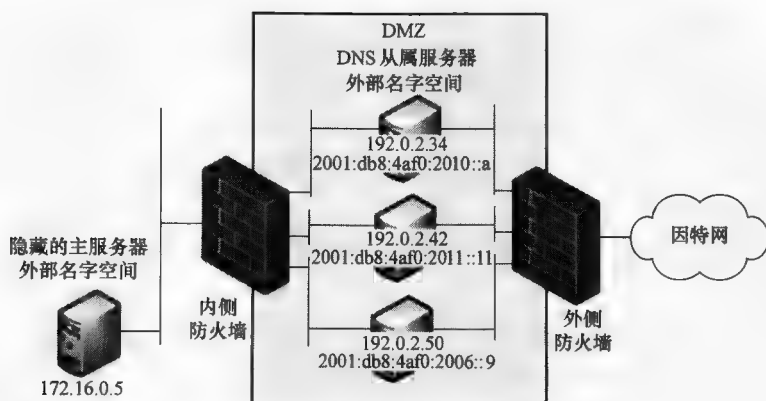 DMZ
DNS 从属服务器
外部名字空间
192.0.2.34
2001:db8:4af0:2010::a
192.0.2.42
2001:db8:4af0:2011::11
192.0.2.50
2001:db8:4af0:2006::9
隐藏的主服务器
外部名字空间
172.16.0.5
内侧
防火墙
外侧
防火墙
因特网